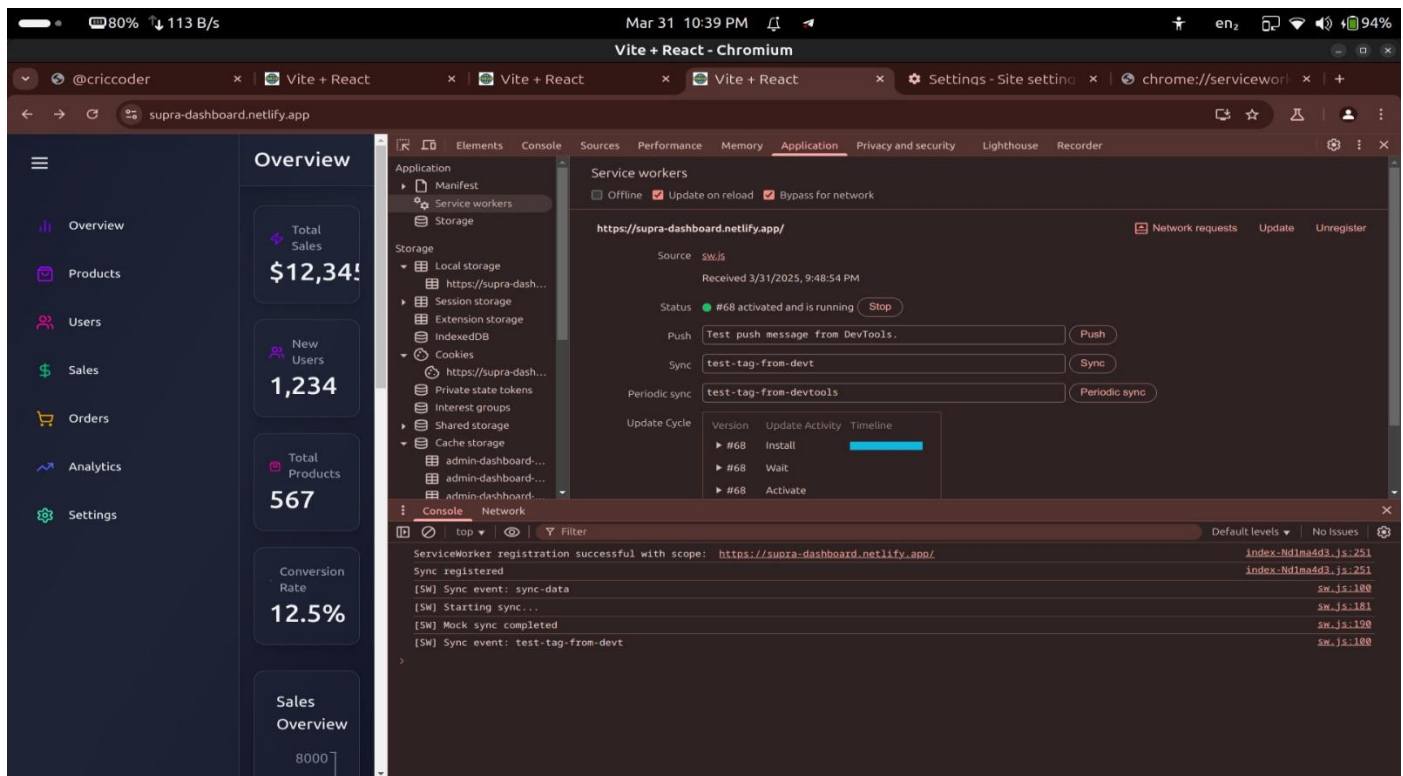 80% 113 B/s Mar 31 10:39 PM en₂ 94%
Vite + React - Chromium
@criccoder Vite + React Vite + React Vite + React Settings - Site setting chrome://servicework
supra-dashboard.netlify.app
Elements Console Sources Performance Memory Application Privacy and security Lighthouse Recorder
Overview
Products
Users
Sales
Orders
Analytics
Settings
Overview
Total
Sales
$12,345
New
Users
1,234
Total
Products
567
Conversion
Rate
12.5%
Sales
Overview
8000
Application
Manifest
Service workers
Storage
Storage
Local storage
https://supra-dash...
Session storage
Extension storage
IndexedDB
Cookies
https://supra-dash...
Private state tokens
Interest groups
Shared storage
Cache storage
admin-dashboard-...
admin-dashboard-...
admin-dashboard-...
Service workers
Offline Update on reload Bypass for network
https://supra-dashboard.netlify.app/ Network requests Update Unregister
Source sw.js
Received 3/31/2025, 9:48:54 PM
Status #68 activated and is running Stop
Push Test push message from DevTools. Push
Sync test-tag-from-devt Sync
Periodic sync test-tag-from-devtools Periodic sync
Update Cycle Version Update Activity Timeline
#68 Install
#68 Wait
#68 Activate
Console Network
top Filter Default levels No Issues
ServiceWorker registration successful with scope: https://supra-dashboard.netlify.app/ index-Nd1ma4d3.js:251
Sync registered index-Nd1ma4d3.js:251
[SW] Sync event: sync-data sw.js:100
[SW] Starting sync... sw.js:181
[SW] Mock sync completed sw.js:190
[SW] Sync event: test-tag-from-devt sw.js:100